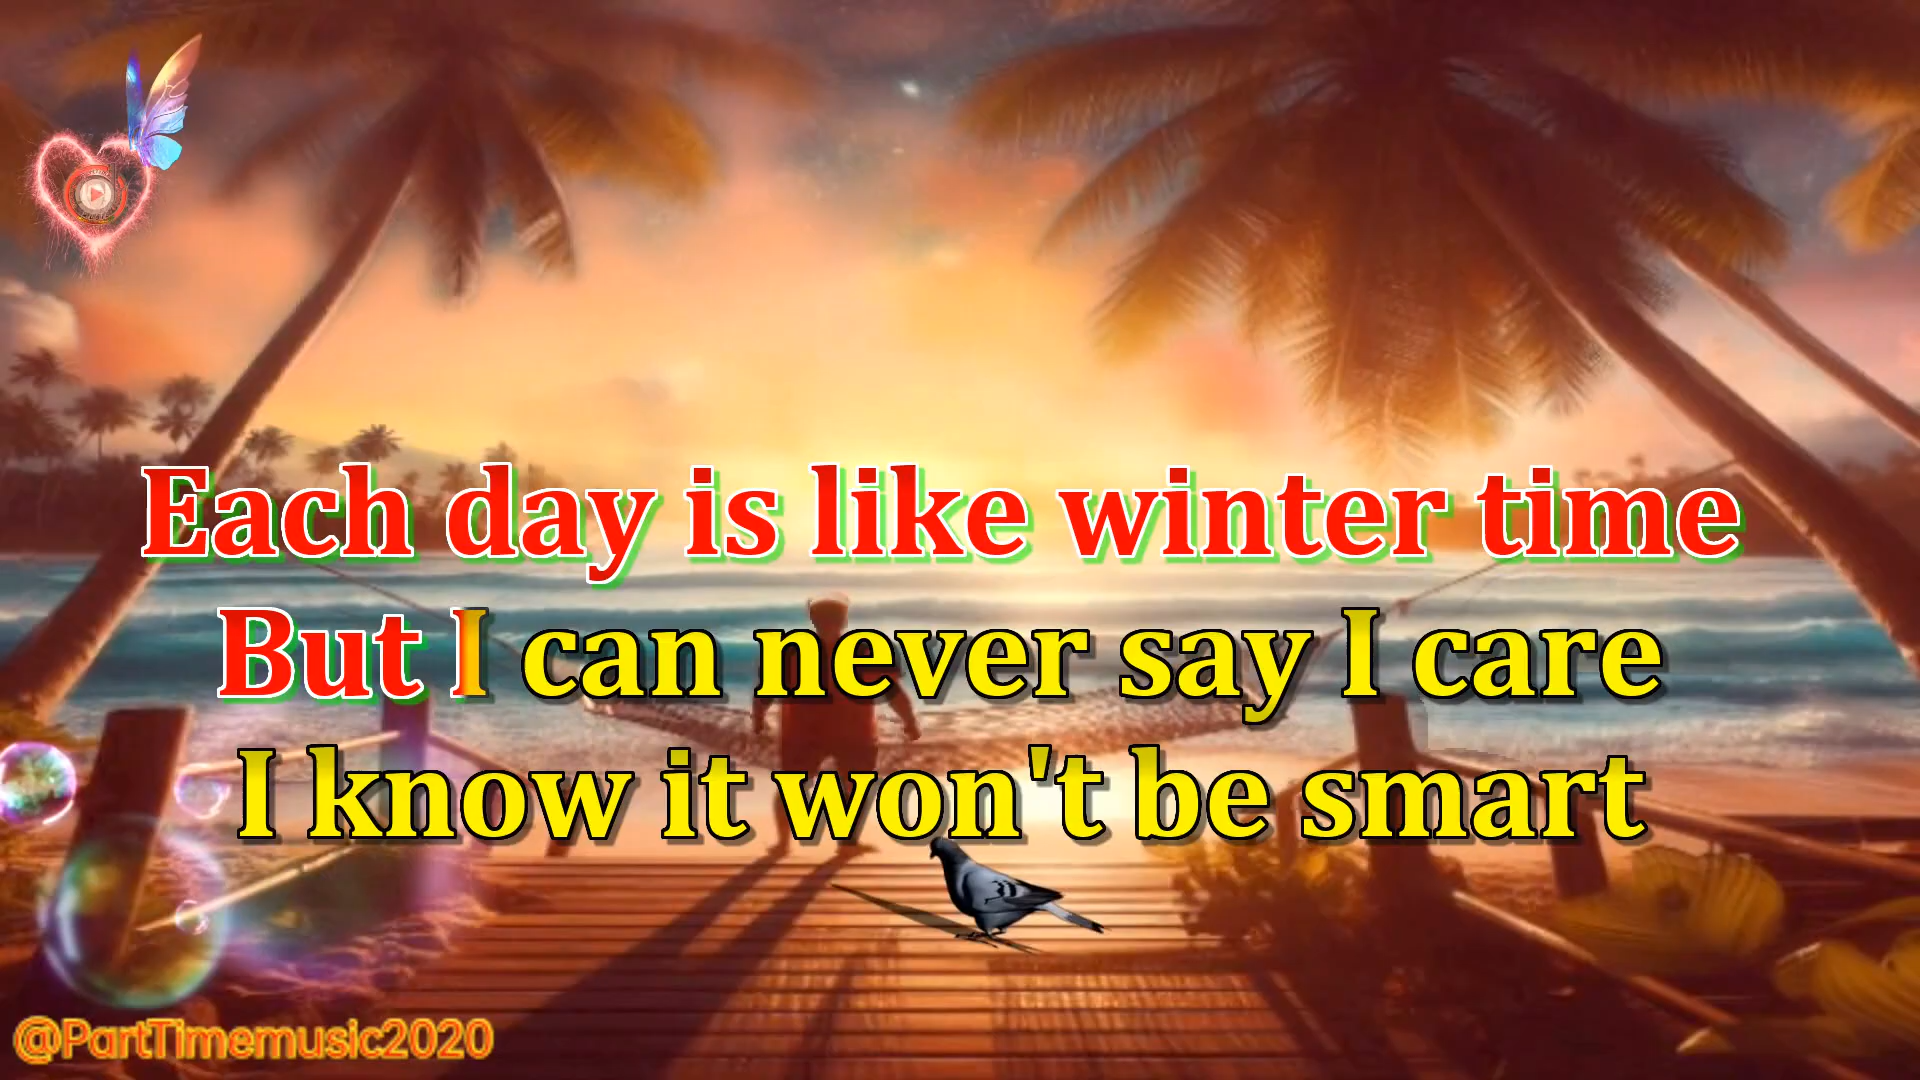 Each day is like winter time
But I can never say I care
I know it won't be smart
@PartTimemusic2020